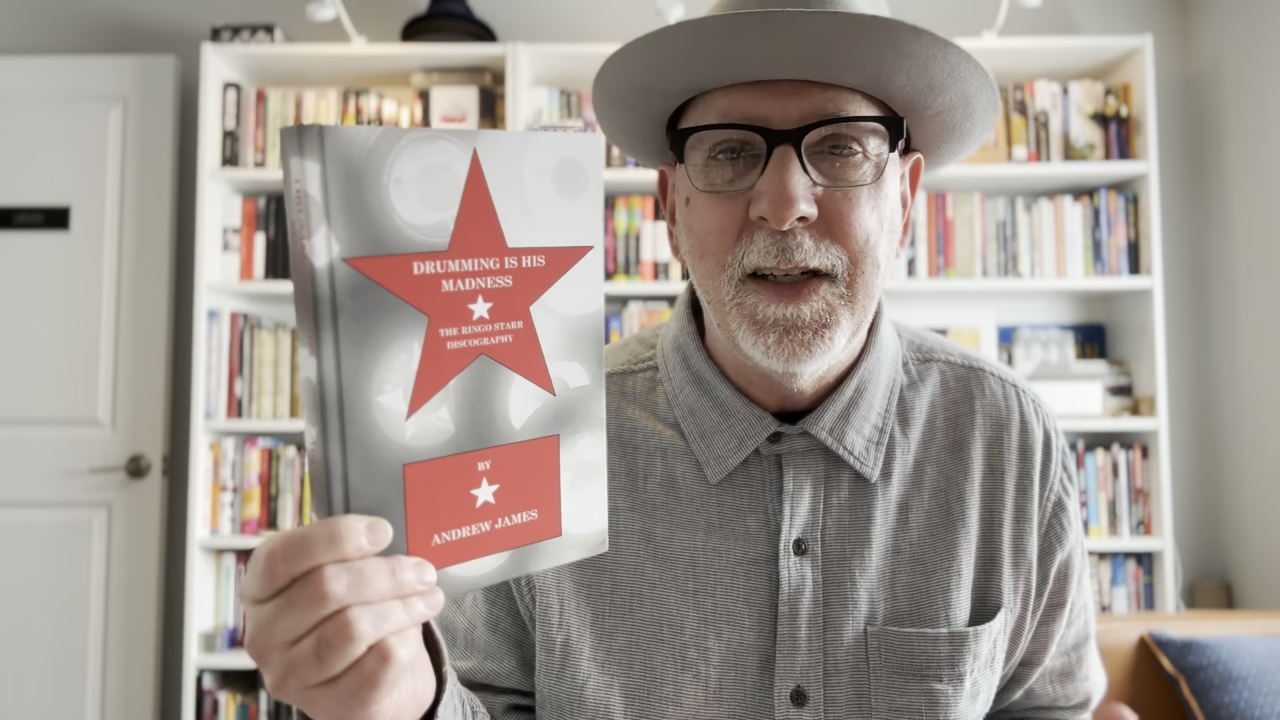 DRUMMING IS HIS
MADNESS
THE RINGO STARR
DISCOGRAPHY
BY
ANDREW JAMES